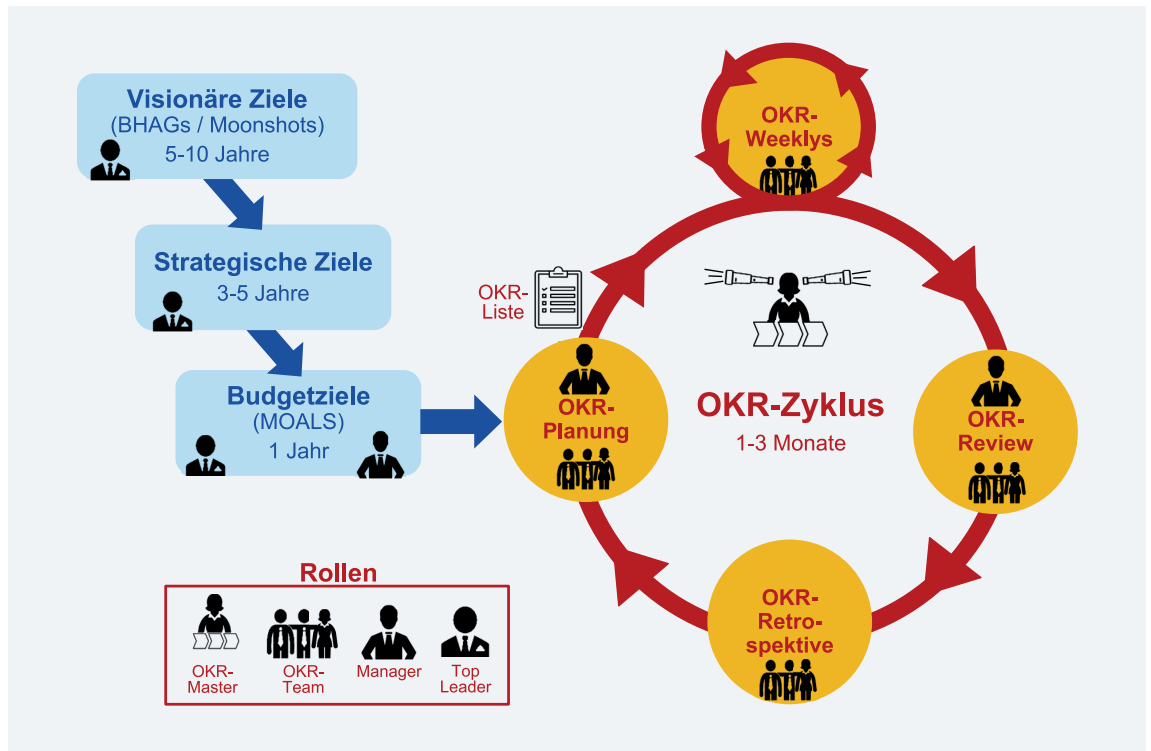 Visionäre Ziele
(BHAGs / Moonshots)
5-10 Jahre
Strategische Ziele
3-5 Jahre
Budgetziele
(MOALS)
1 Jahr
OKR-
Liste
OKR-
Planung
OKR-
Weeklys
OKR-Zyklus
1-3 Monate
OKR-
Review
OKR-
Retro-
spektive
Rollen
OKR-
Master
OKR-
Team
Manager
Top
Leader